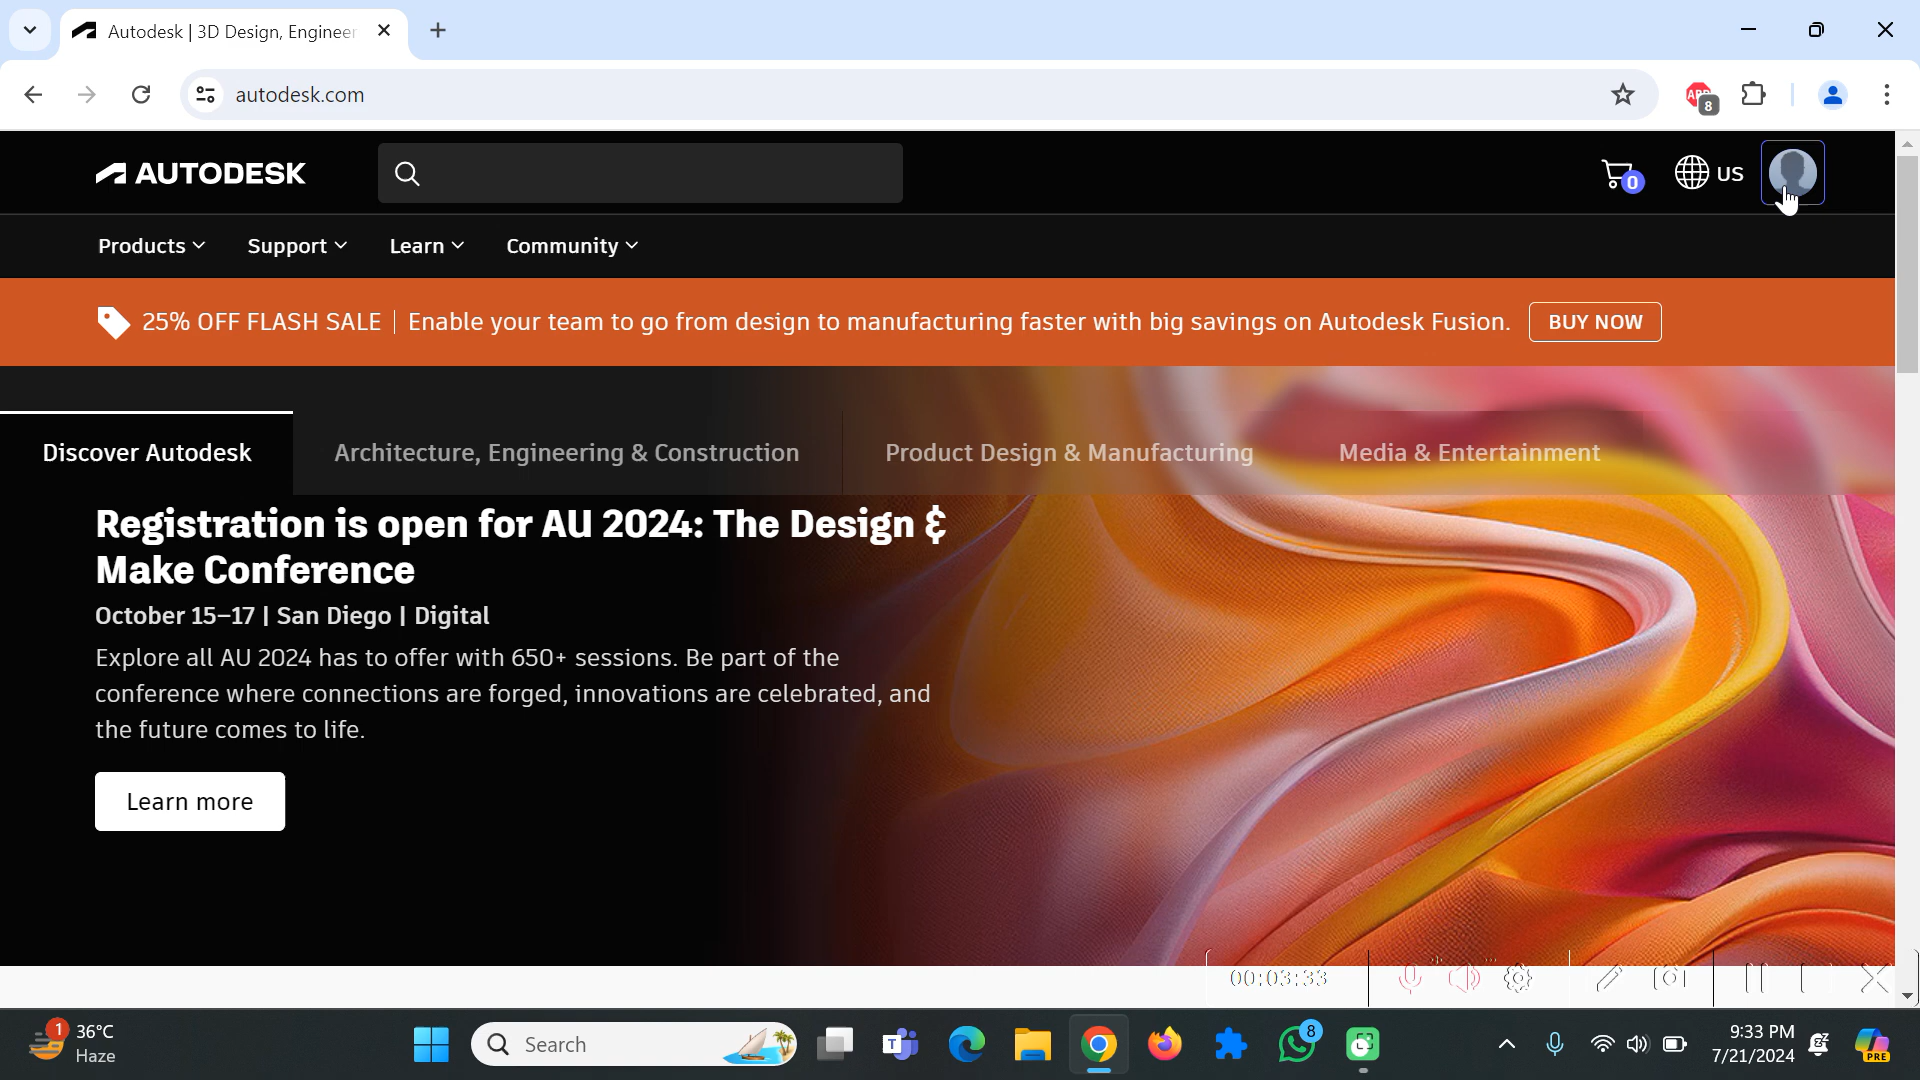 Autodesk | 3D Design, Engineer
autodesk.com
8
AUTODESK
0
US
Products
Support
Learn
Community
25% OFF FLASH SALE | Enable your team to go from design to manufacturing faster with big savings on Autodesk Fusion.
BUY NOW
Discover Autodesk
Architecture, Engineering & Construction
Product Design & Manufacturing
Media & Entertainment
Registration is open for AU 2024: The Design &
Make Conference
October 15–17 | San Diego | Digital
Explore all AU 2024 has to offer with 650+ sessions. Be part of the
conference where connections are forged, innovations are celebrated, and
the future comes to life.
Learn more
00:03:33
1
36°C
Haze
Search
8
9:33 PM
7/21/2024
PRE